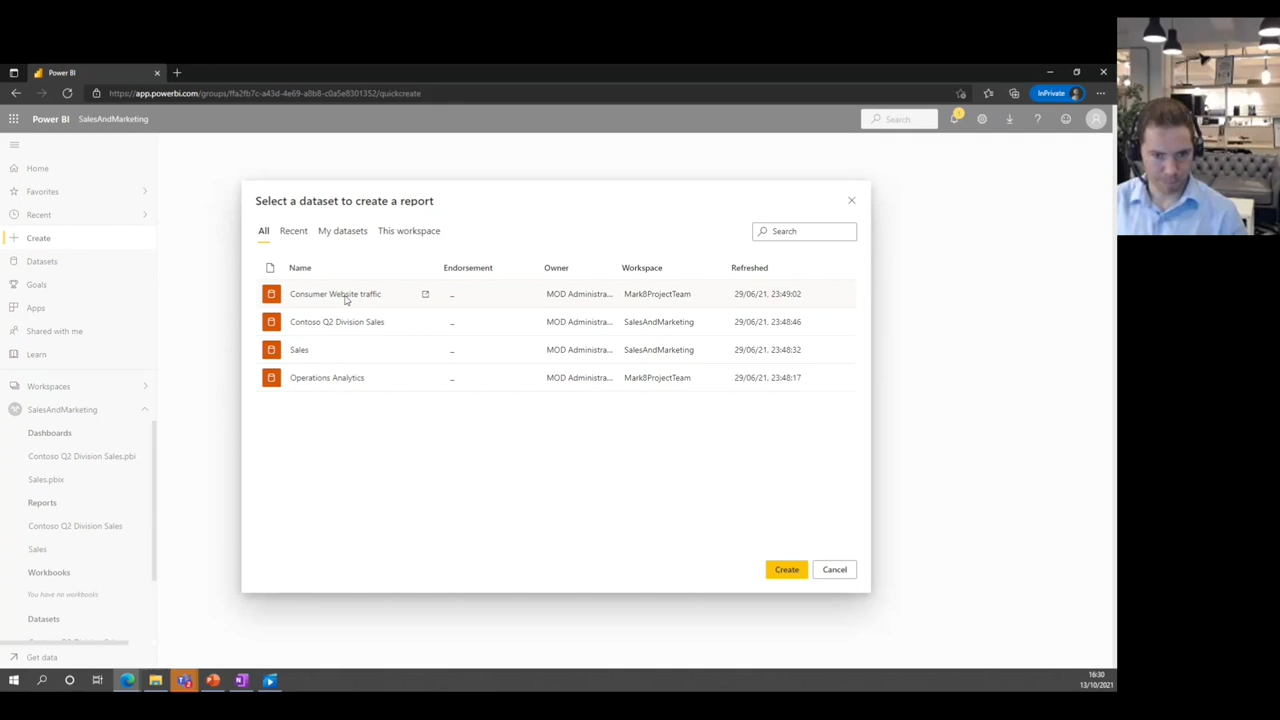 Power BI
https://app.powerbi.com/groups/ffa2fb7c-a43d-4e69-a8b8-c0a5e8301352/quickcreate
InPrivate
Power BI SalesAndMarketing
Search
1
Home
Favorites
Recent
Create
Datasets
Goals
Apps
Shared with me
Learn
Workspaces
SalesAndMarketing
Dashboards
Contoso Q2 Division Sales.pbi
Sales.pbix
Reports
Contoso Q2 Division Sales
Sales
Workbooks
You have no workbooks
Datasets
Get data
Select a dataset to create a report
All Recent My datasets This workspace
Search
Name Endorsement Owner Workspace Refreshed
Consumer Website traffic – MOD Administra... Mark8ProjectTeam 29/06/21, 23:49:02
Contoso Q2 Division Sales – MOD Administra... SalesAndMarketing 29/06/21, 23:48:46
Sales – MOD Administra... SalesAndMarketing 29/06/21, 23:48:32
Operations Analytics – MOD Administra... Mark8ProjectTeam 29/06/21, 23:48:17
Create Cancel
16:30
13/10/2021